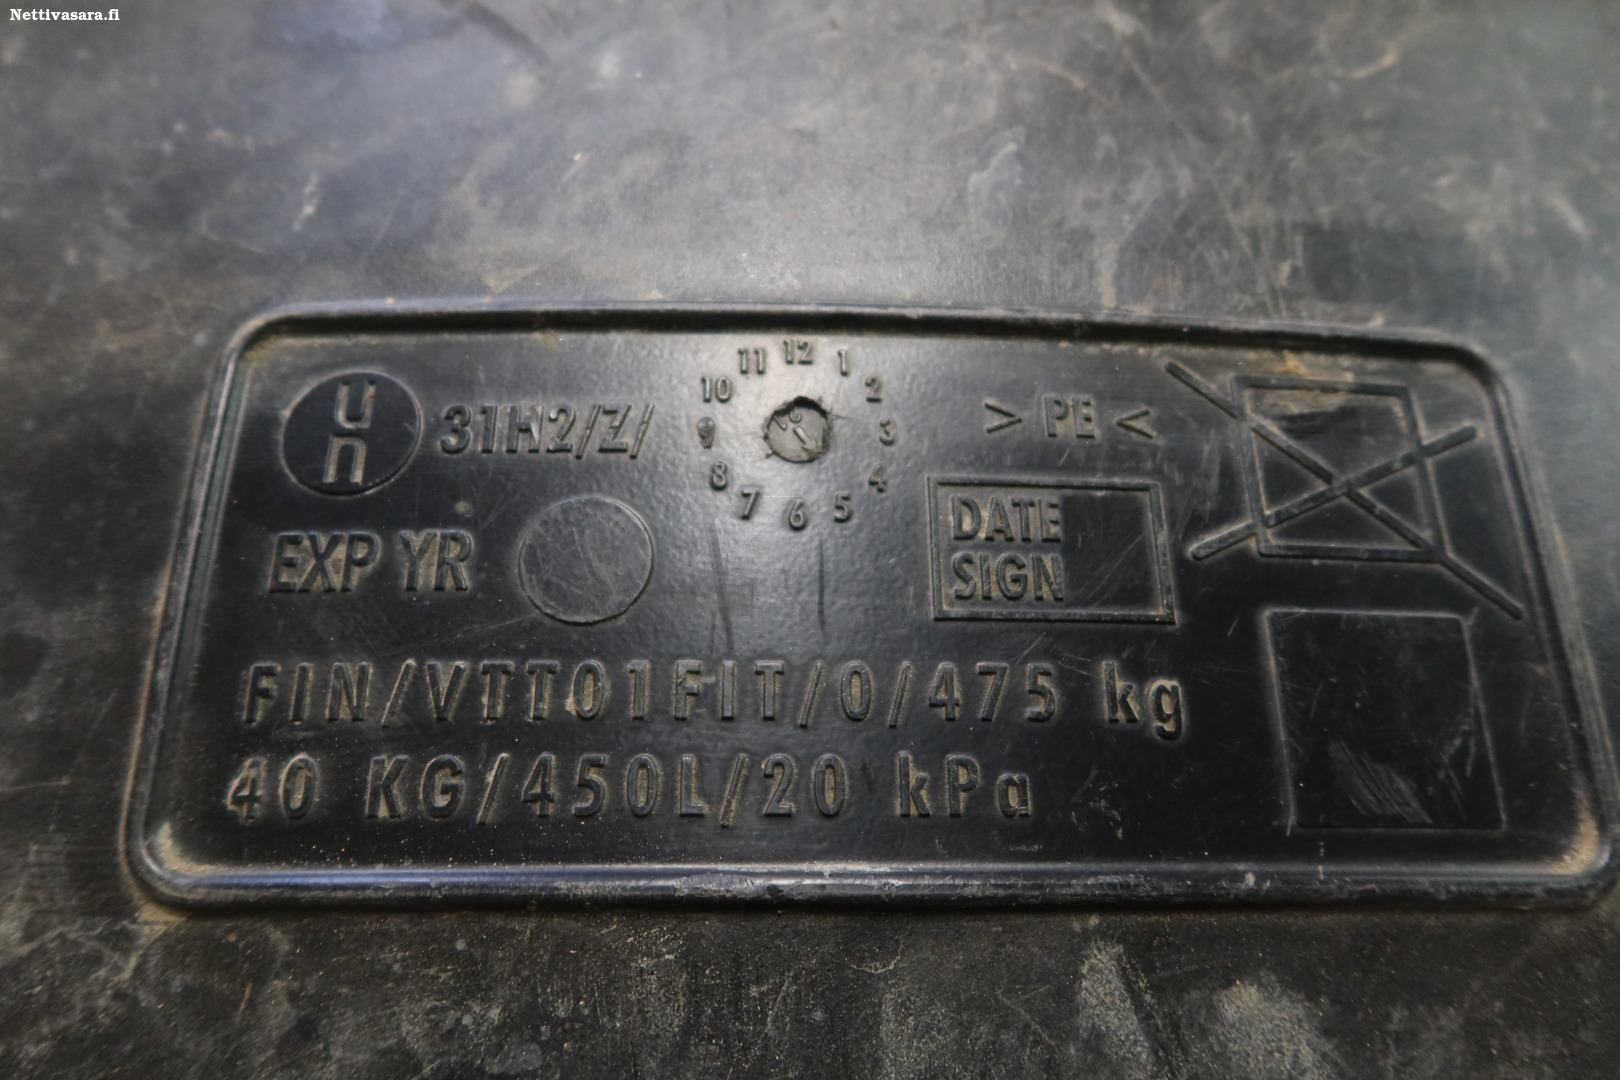 Nettivasara.fi
un 31H2/Z/
11 12 1
10 2
9 3
8 4
7 6 5
> PE <
DATE
SIGN
EXP YR
FIN/VTT01FIT/0/475 kg
40 KG/450L/20 kPa